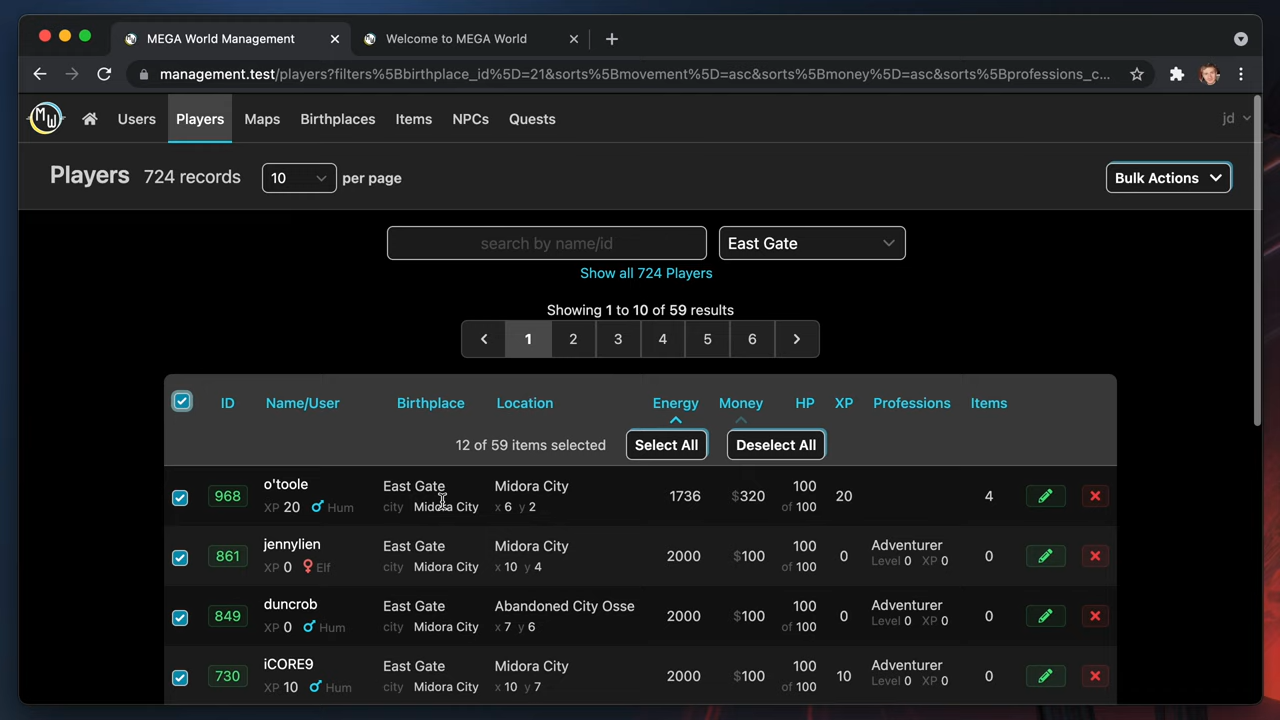 MEGA World Management
Welcome to MEGA World
management.test/players?filters%5Bbirthplace_id%5D=21&sorts%5Bmovement%5D=asc&sorts%5Bmoney%5D=asc&sorts%5Bprofessions_c...
MW Users Players Maps Birthplaces Items NPCs Quests jd
Players 724 records 10 per page Bulk Actions
search by name/id East Gate
Show all 724 Players
Showing 1 to 10 of 59 results
1 2 3 4 5 6
ID Name/User Birthplace Location Energy Money HP XP Professions Items
12 of 59 items selected Select All Deselect All
968 o'toole East Gate Midora City 1736 $320 100 20 4
XP 20 Hum city Midora City x 6 y 2 of 100
861 jennylien East Gate Midora City 2000 $100 100 0 Adventurer 0
XP 0 Elf city Midora City x 10 y 4 of 100 Level 0 XP 0
849 duncrob East Gate Abandoned City Osse 2000 $100 100 0 Adventurer 0
XP 0 Hum city Midora City x 7 y 6 of 100 Level 0 XP 0
730 iCORE9 East Gate Midora City 2000 $100 100 10 Adventurer 0
XP 10 Hum city Midora City x 10 y 7 of 100 Level 0 XP 0